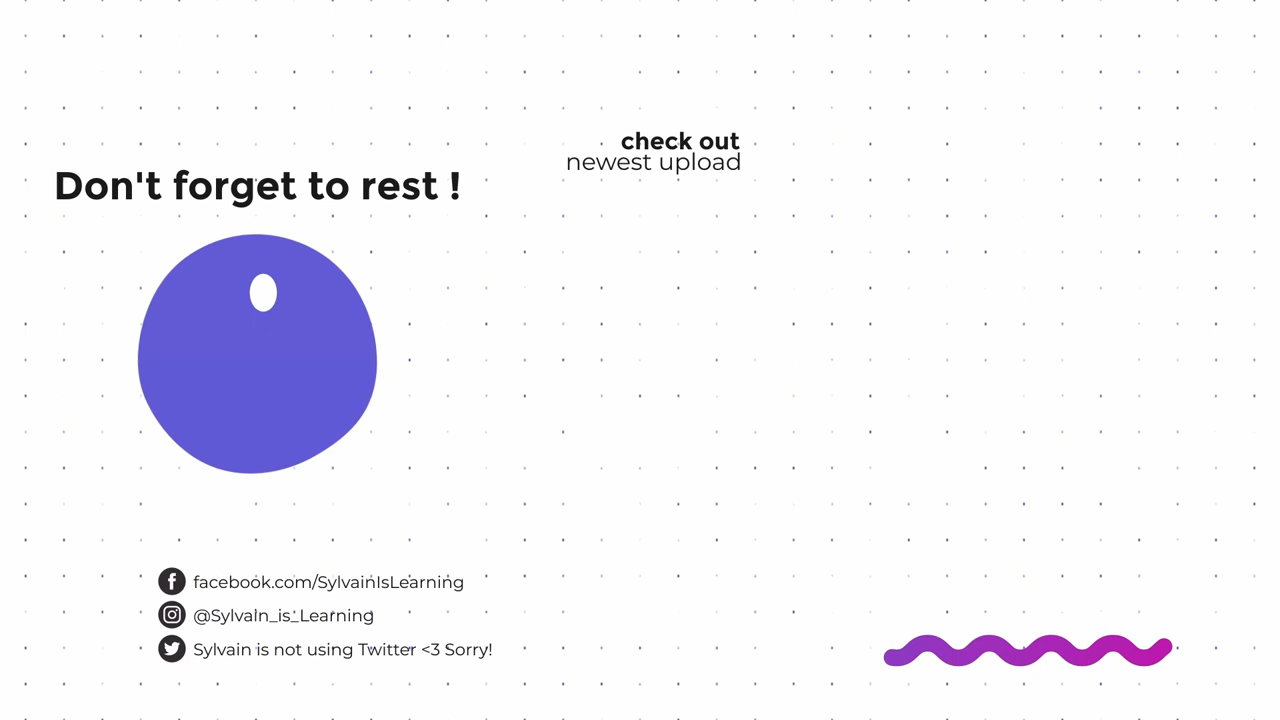 check out
newest upload
Don't forget to rest !
facebook.com/SylvainIsLearning
@Sylvain_is_Learning
Sylvain is not using Twitter <3 Sorry!